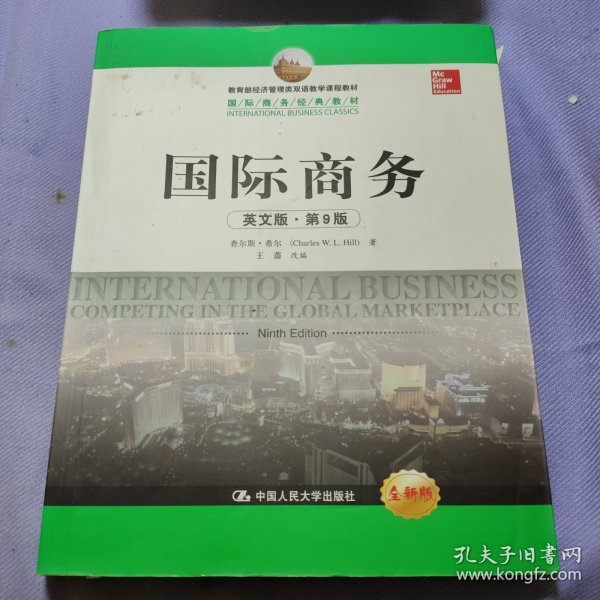 教育部经济管理类双语教学课程教材
国/际/商/务/经/典/教/材
INTERNATIONAL BUSINESS CLASSICS
Mc
Graw
Hill
Education
国际商务
英文版·第9版
查尔斯·希尔 (Charles W. L. Hill) 著
王蔷 改编
INTERNATIONAL BUSINESS
COMPETING IN THE GLOBAL MARKETPLACE
Ninth Edition
中国人民大学出版社
全新版
孔夫子旧书网
www.kongfz.com